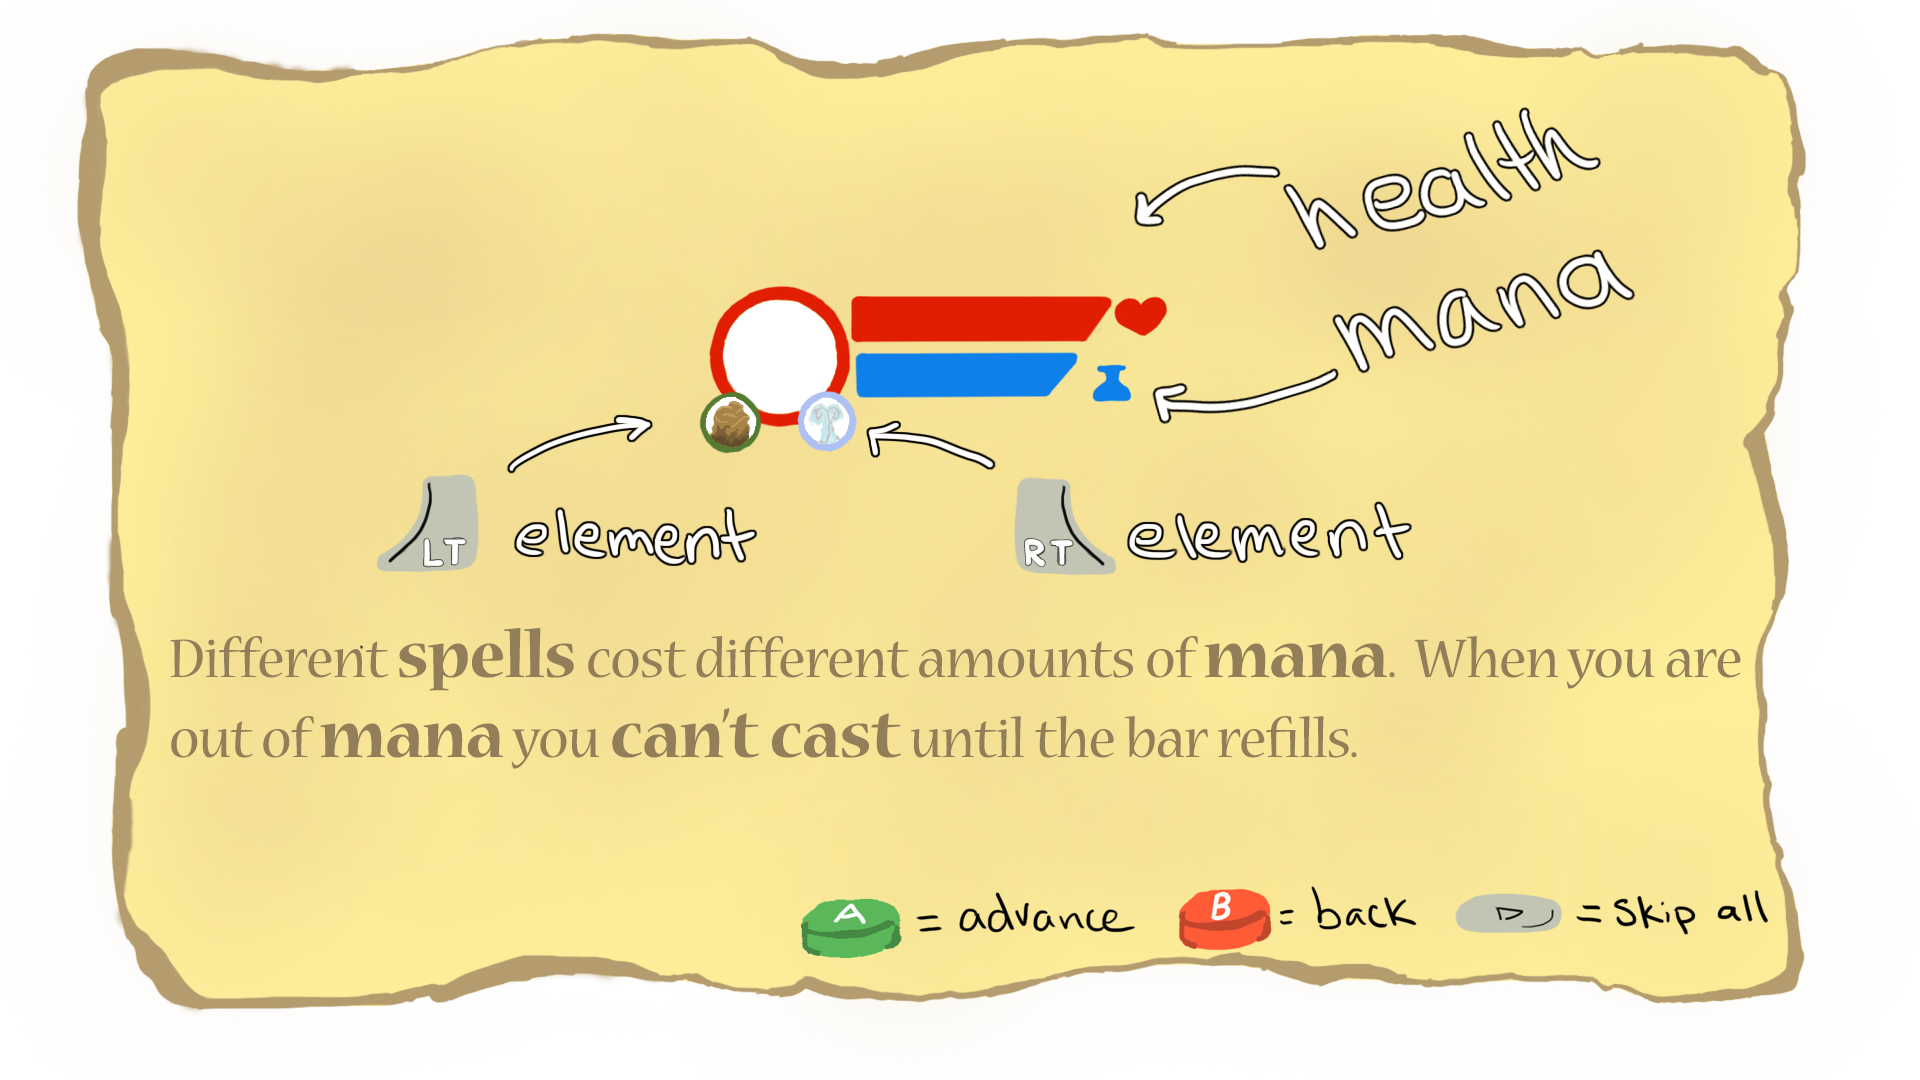 health
mana
LT element RT element
Different spells cost different amounts of mana. When you are
out of mana you can't cast until the bar refills.
A = advance B = back = skip all